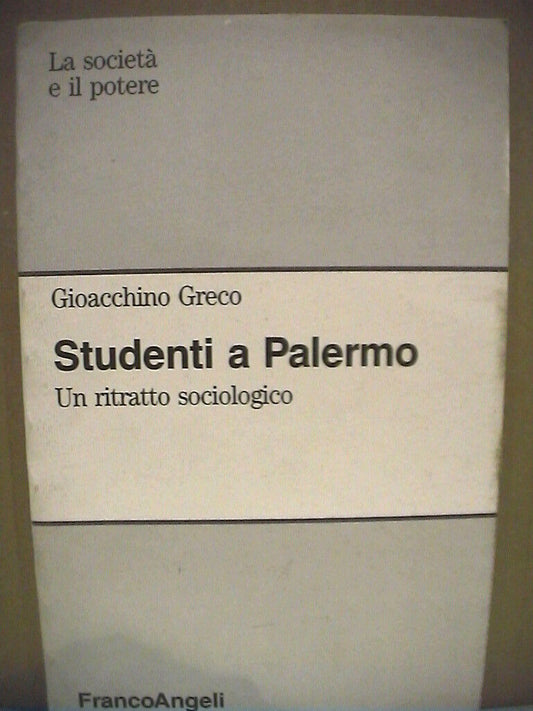 La società
e il potere
Gioacchino Greco
Studenti a Palermo
Un ritratto sociologico
FrancoAngeli